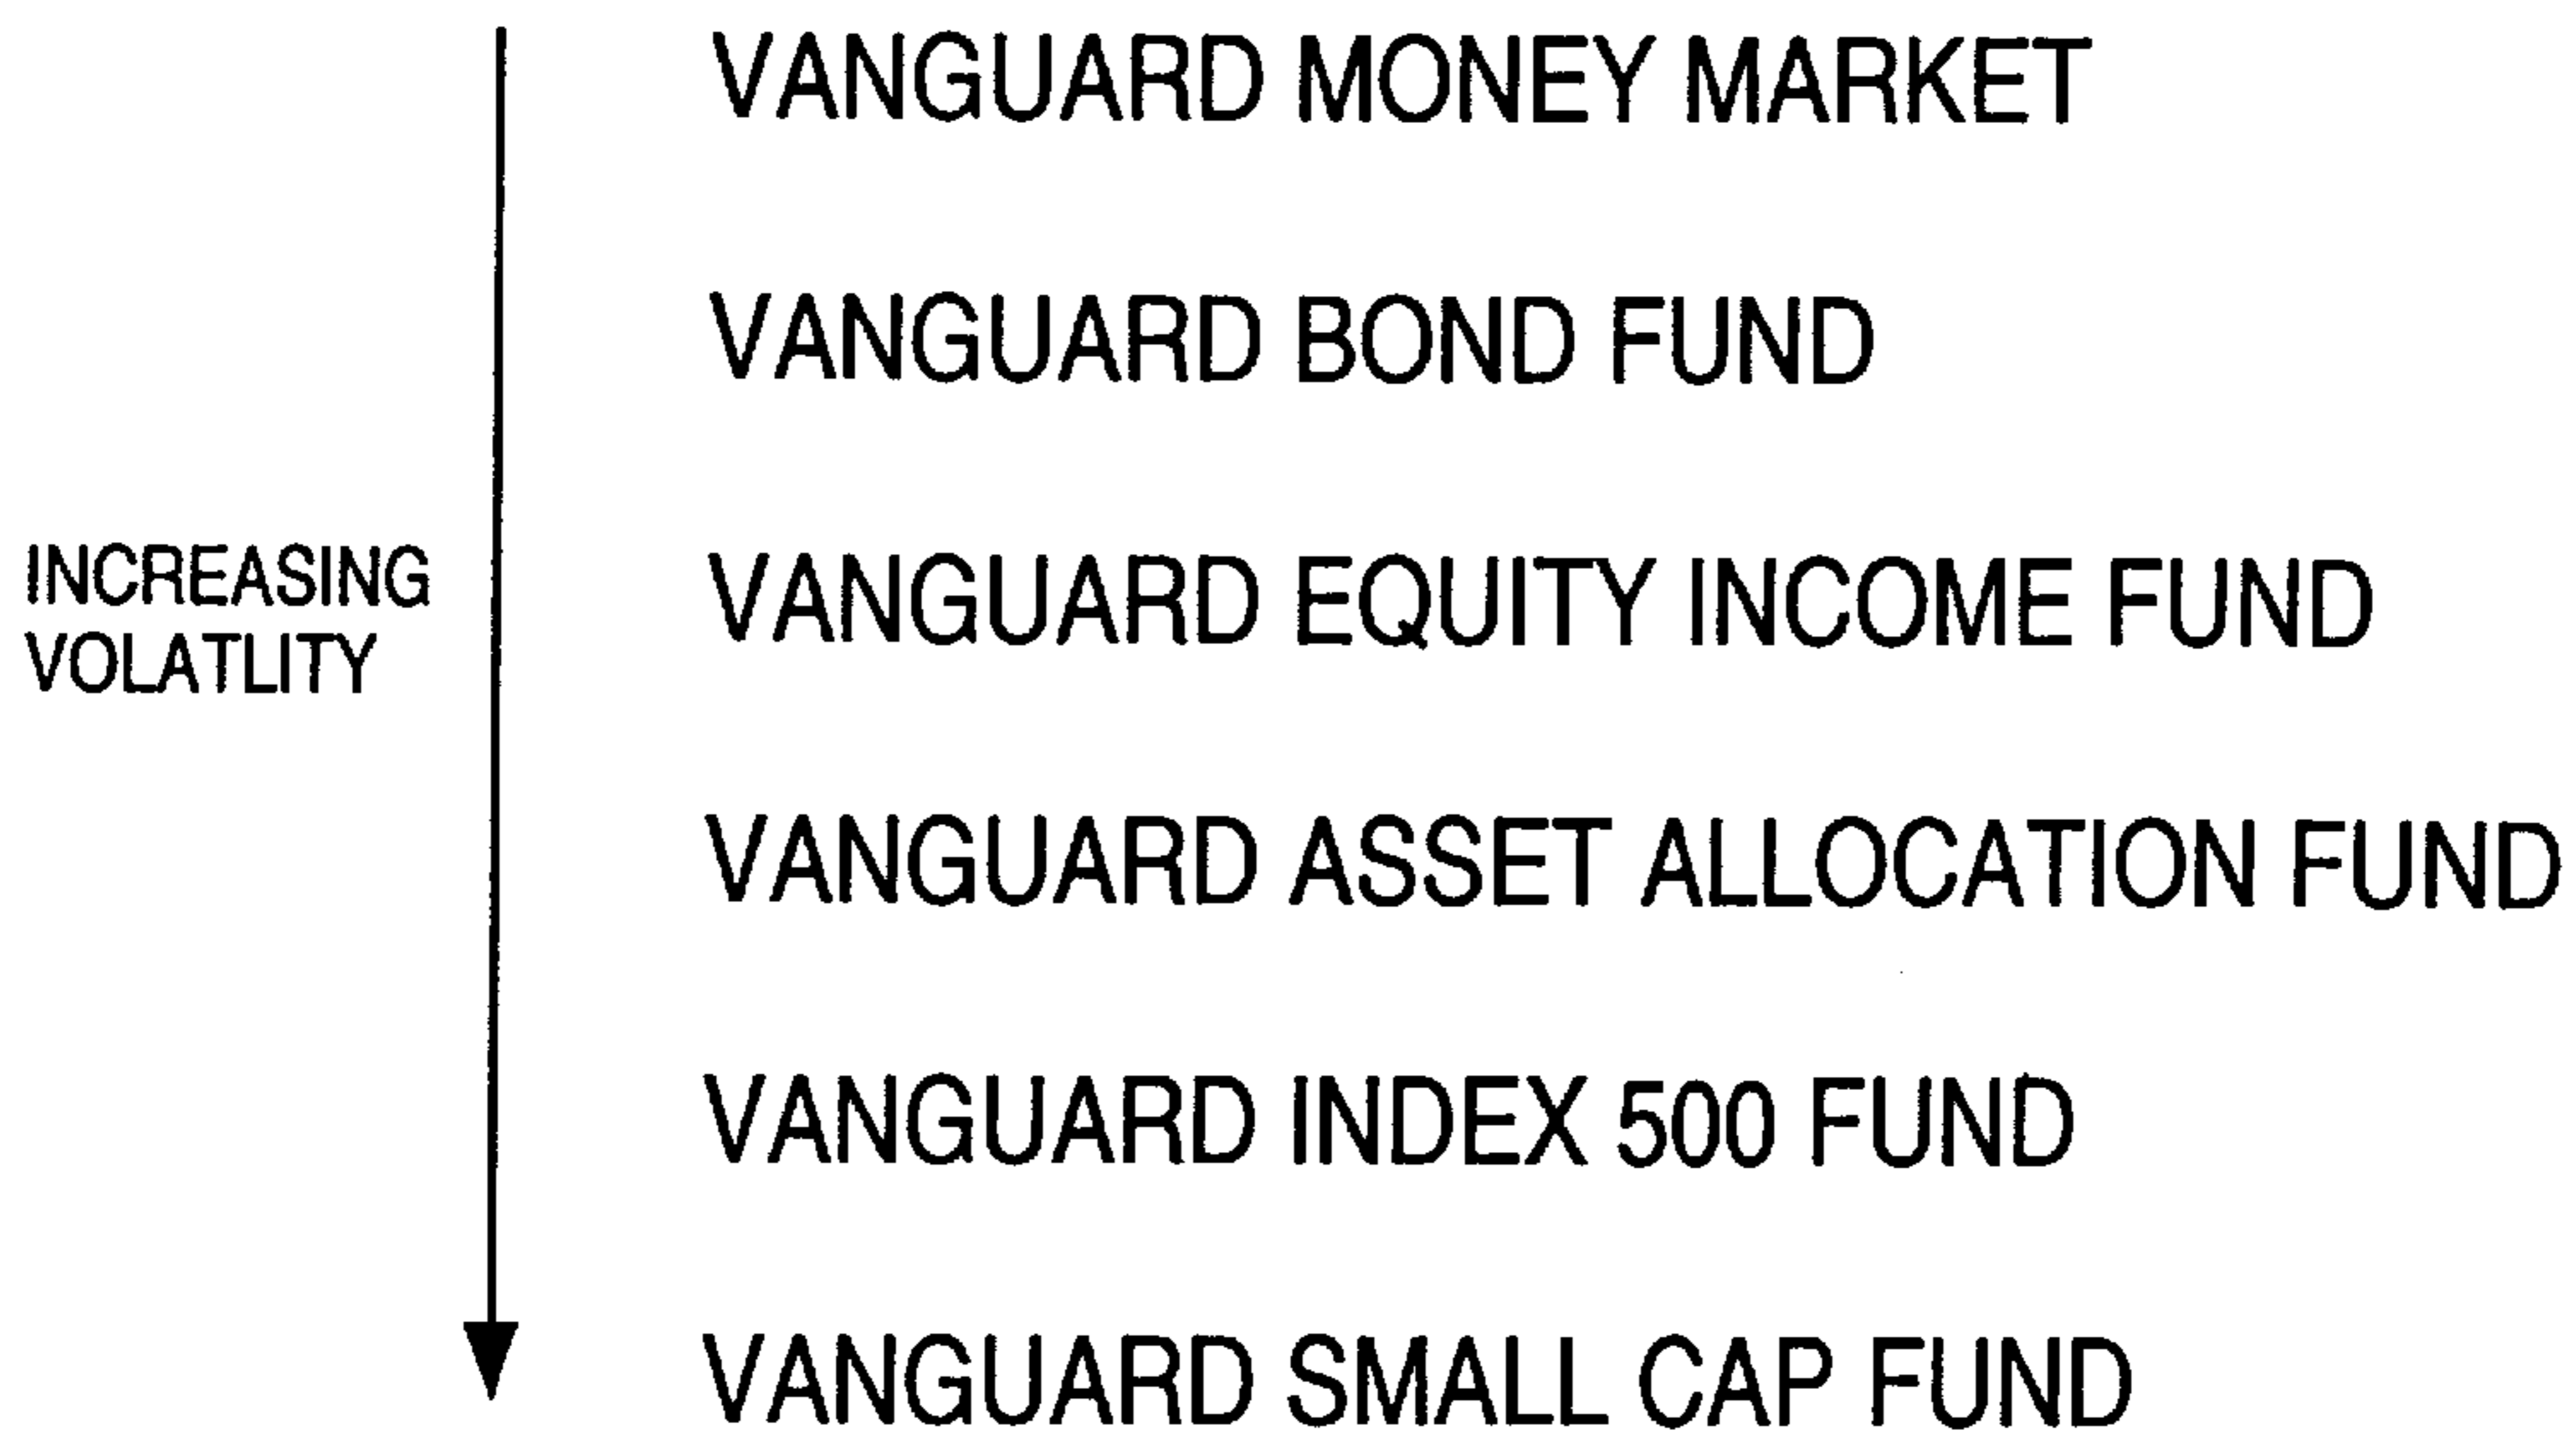 VANGUARD MONEY MARKET
VANGUARD BOND FUND
INCREASING
VOLATLITY
VANGUARD EQUITY INCOME FUND
VANGUARD ASSET ALLOCATION FUND
VANGUARD INDEX 500 FUND
VANGUARD SMALL CAP FUND